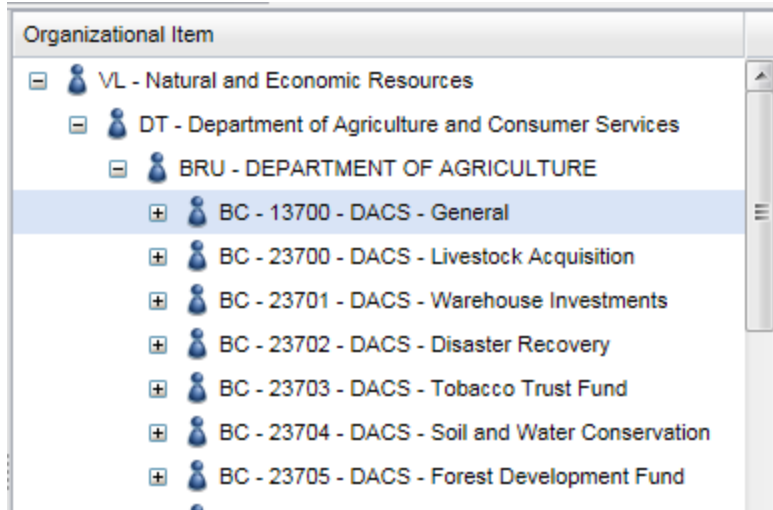 Organizational Item
VL - Natural and Economic Resources
DT - Department of Agriculture and Consumer Services
BRU - DEPARTMENT OF AGRICULTURE
BC - 13700 - DACS - General
BC - 23700 - DACS - Livestock Acquisition
BC - 23701 - DACS - Warehouse Investments
BC - 23702 - DACS - Disaster Recovery
BC - 23703 - DACS - Tobacco Trust Fund
BC - 23704 - DACS - Soil and Water Conservation
BC - 23705 - DACS - Forest Development Fund